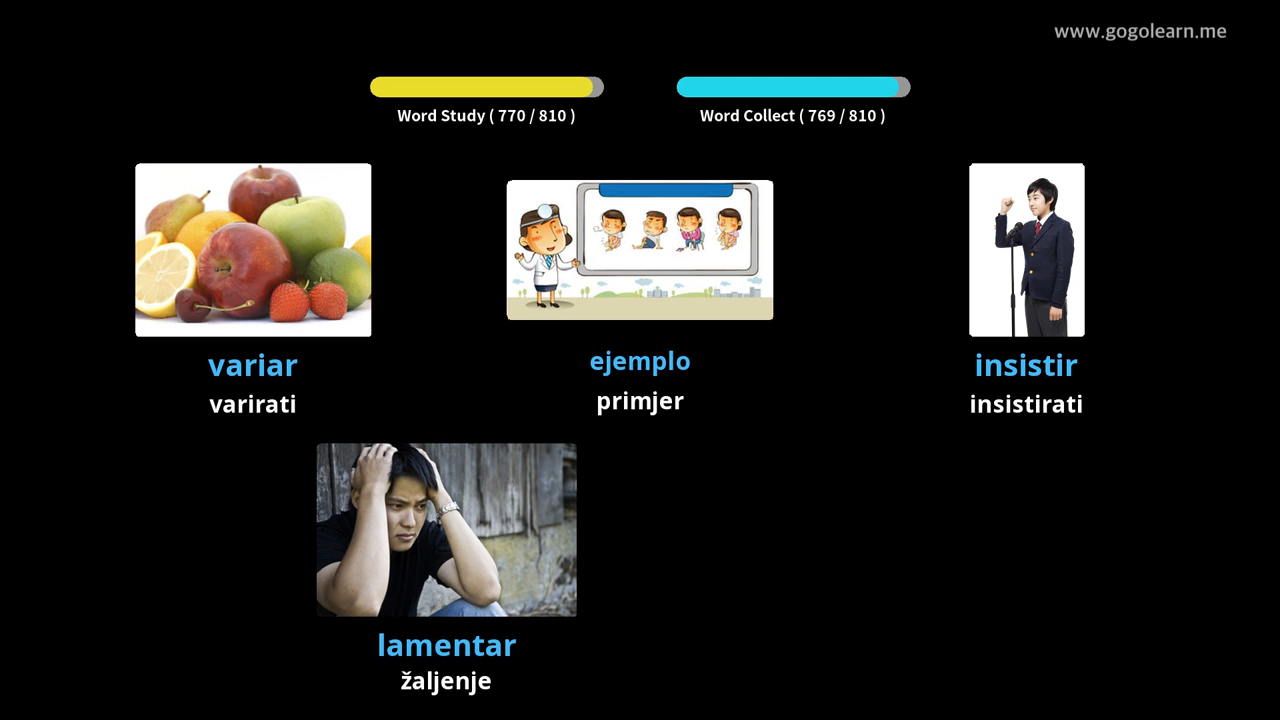 www.gogolearn.me
Word Study ( 770 / 810 )
Word Collect ( 769 / 810 )
variar
varirati
ejemplo
primjer
insistir
insistirati
lamentar
žaljenje